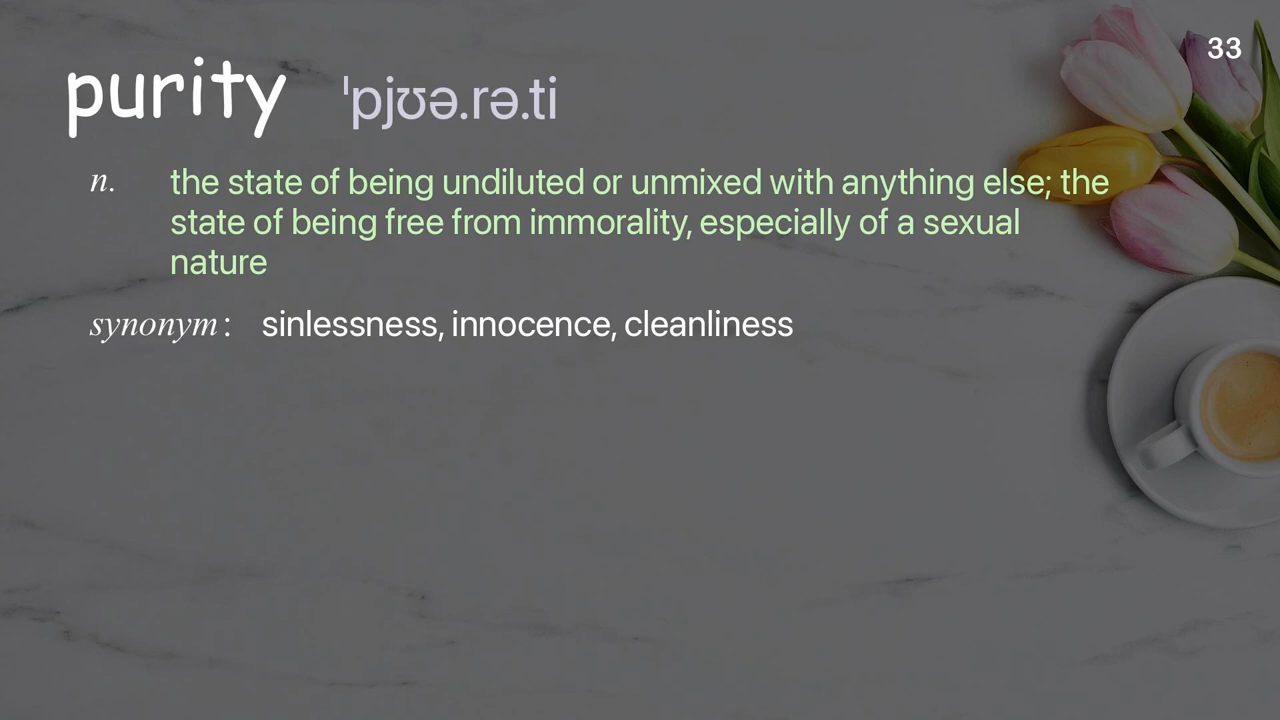 33
purity ˈpjʊə.rə.ti
n. the state of being undiluted or unmixed with anything else; the
state of being free from immorality, especially of a sexual
nature
synonym : sinlessness, innocence, cleanliness